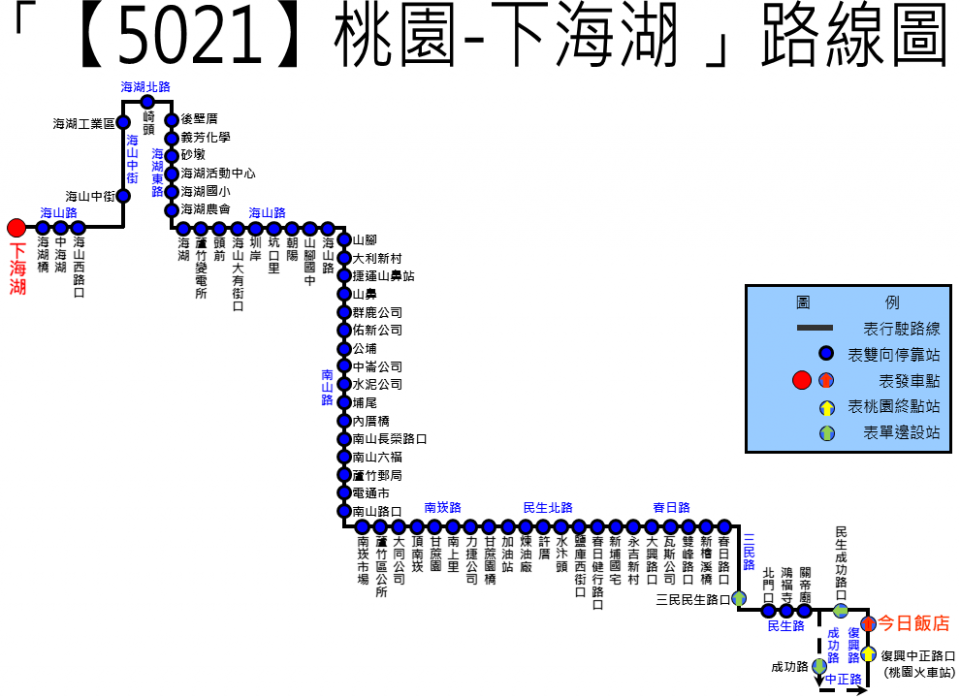 「【5021】桃園-下海湖」路線圖
海湖北路
海湖工業區
崎頭
後壁厝
義芳化學
砂墩
海湖活動中心
海湖國小
海湖農會
海山中街
海湖東路
海山中街
海山路
下海湖
海湖橋
中海湖
海山西路口
海山路
海湖
蘆竹變電所
頭前
海山大有街口
圳岸
坑口里
朝陽
山腳國中
海山路
山腳
大利新村
捷運山鼻站
山鼻
群鹿公司
佑新公司
公埔
中崙公司
水泥公司
埔尾
內厝橋
南山長榮路口
南山六福
蘆竹郵局
電通市
南山路口
南山路
圖例
表行駛路線
表雙向停靠站
表發車點
表桃園終點站
表單邊設站
南崁路
民生北路
春日路
南崁市場
蘆竹區公所
大同公司
頂南崁
甘蔗園
南上里
力捷公司
甘蔗園橋
加油站
煉油廠
許厝
水汴頭
鹽庫西街口
春日健行路口
新埔國宅
永吉新村
大興路口
瓦斯公司
雙峰路口
新檜溪橋
春日路口
三民路
三民民生路口
北門口
鴻福寺
關帝廟
民生路
民生成功路口
今日飯店
成功路
復興路
復興中正路口
(桃園火車站)
成功路
中正路